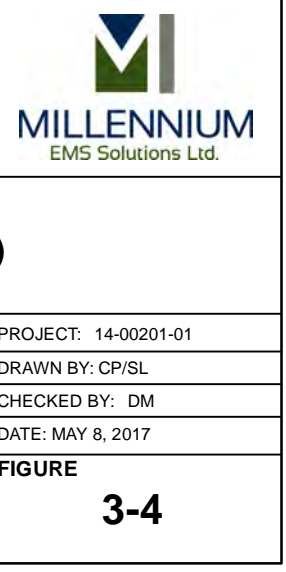 MILLENNIUM
EMS Solutions Ltd.
)
PROJECT: 14-00201-01
DRAWN BY: CP/SL
CHECKED BY: DM
DATE: MAY 8, 2017
FIGURE
3-4